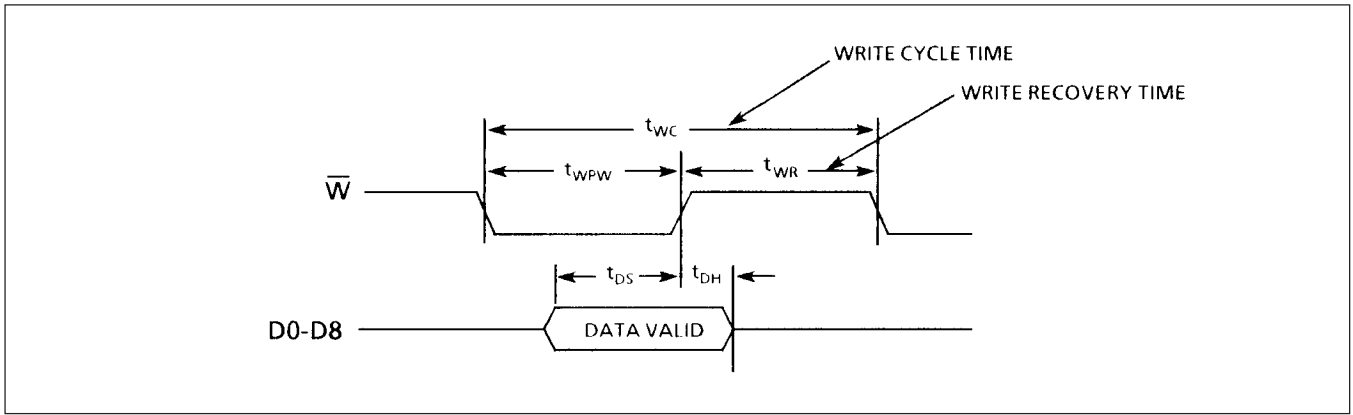 WRITE CYCLE TIME
WRITE RECOVERY TIME
tWC
tWPW
tWR
W̅
tDS
tDH
D0-D8
DATA VALID